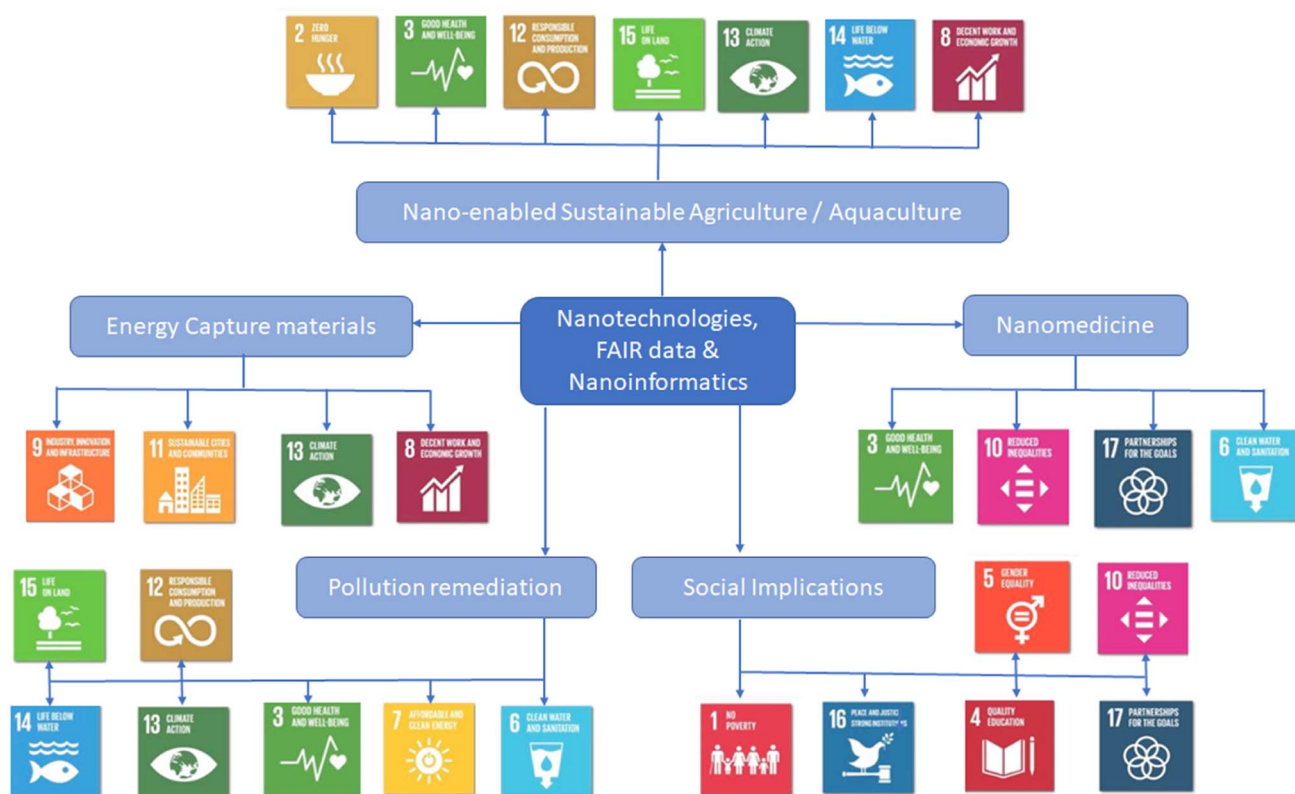 2 ZERO
HUNGER
3 GOOD HEALTH
AND WELL-BEING
12 RESPONSIBLE
CONSUMPTION
AND PRODUCTION
15 LIFE
ON LAND
13 CLIMATE
ACTION
14 LIFE BELOW
WATER
8 DECENT WORK AND
ECONOMIC GROWTH
Nano-enabled Sustainable Agriculture / Aquaculture
Energy Capture materials
Nanotechnologies,
FAIR data &
Nanoinformatics
Nanomedicine
9 INDUSTRY, INNOVATION
AND INFRASTRUCTURE
11 SUSTAINABLE CITIES
AND COMMUNITIES
13 CLIMATE
ACTION
8 DECENT WORK AND
ECONOMIC GROWTH
3 GOOD HEALTH
AND WELL-BEING
10 REDUCED
INEQUALITIES
17 PARTNERSHIPS
FOR THE GOALS
6 CLEAN WATER
AND SANITATION
Pollution remediation
Social Implications
15 LIFE
ON LAND
12 RESPONSIBLE
CONSUMPTION
AND PRODUCTION
14 LIFE BELOW
WATER
13 CLIMATE
ACTION
3 GOOD HEALTH
AND WELL-BEING
7 AFFORDABLE AND
CLEAN ENERGY
6 CLEAN WATER
AND SANITATION
5 GENDER
EQUALITY
10 REDUCED
INEQUALITIES
1 NO
POVERTY
16 PEACE AND JUSTICE
STRONG INSTITUTIONS
4 QUALITY
EDUCATION
17 PARTNERSHIPS
FOR THE GOALS